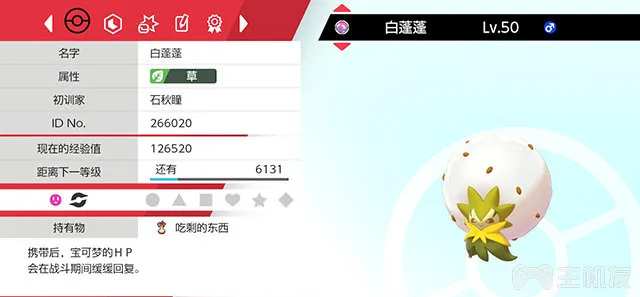 白蓬蓬 Lv.50
名字 白蓬蓬
属性 草
初训家 石秋瞳
ID No. 266020
现在的经验值 126520
距离下一等级 还有 6131
持有物 吃剩的东西
携带后，宝可梦的ＨＰ
会在战斗期间缓缓回复。
主机友